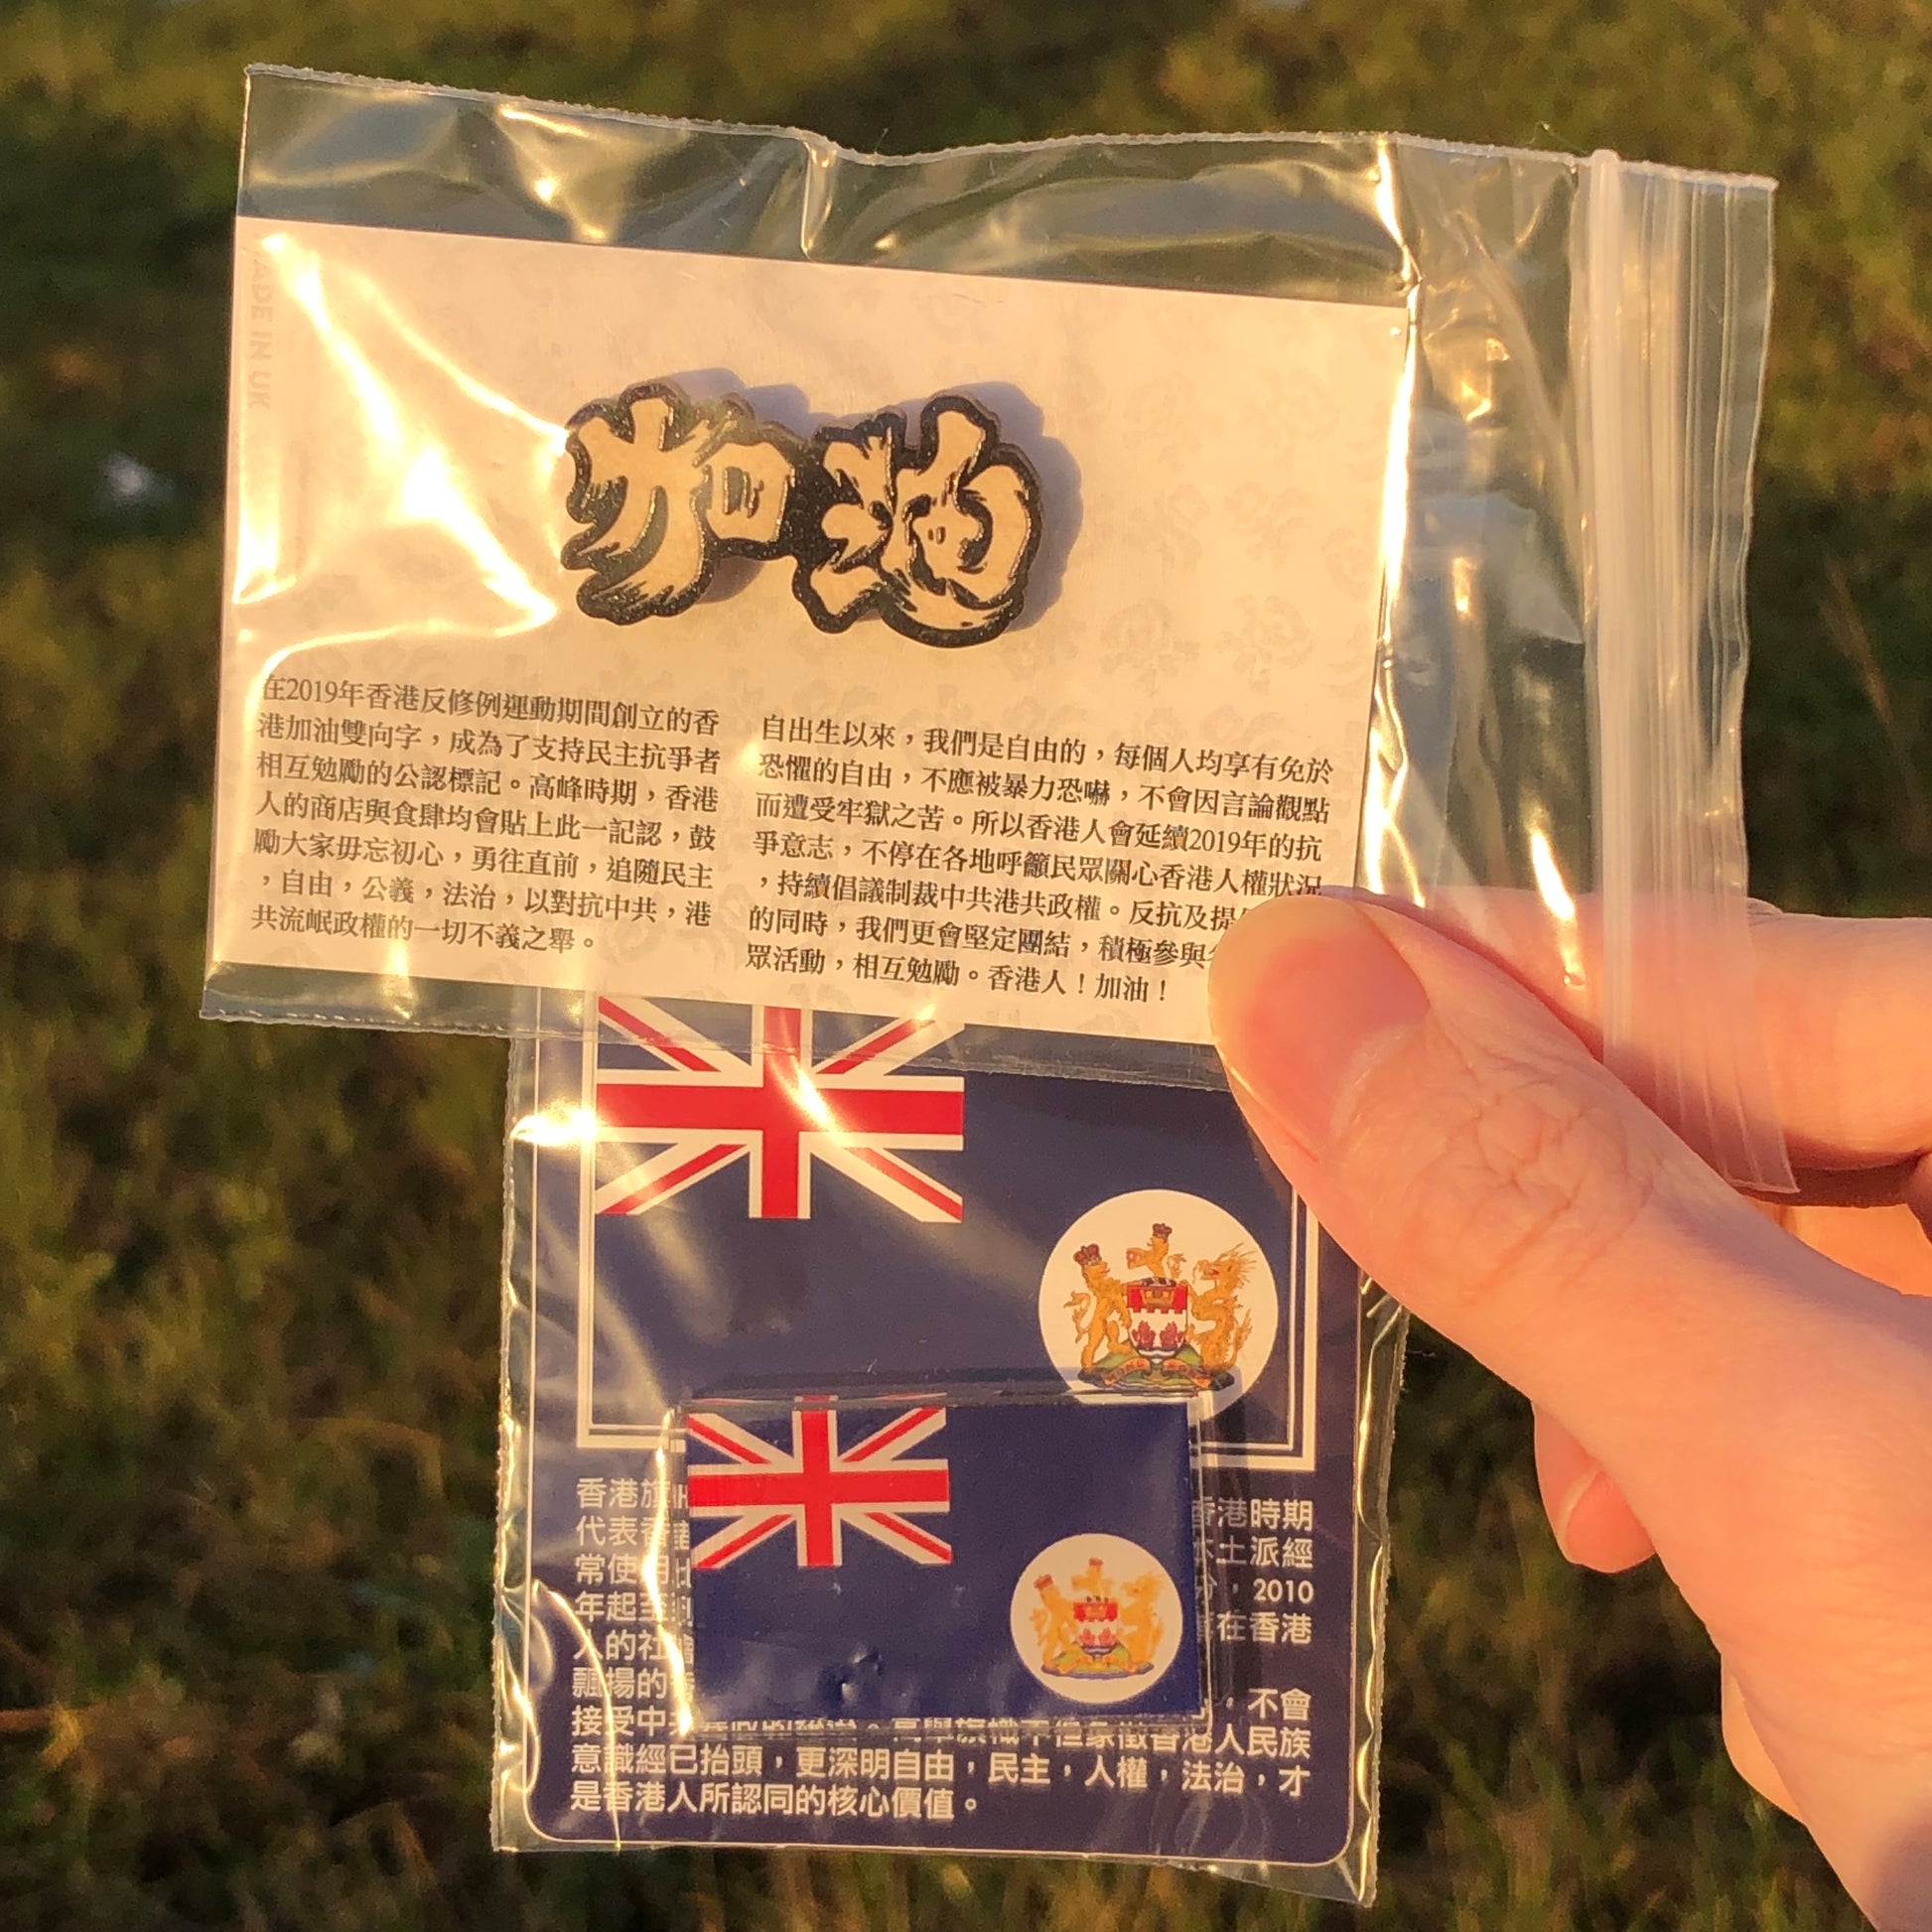 MADE IN UK
加油
在2019年香港反修例運動期間創立的香
港加油雙向字，成為了支持民主抗爭者
相互勉勵的公認標記。高峰時期，香港
人的商店與食肆均會貼上此一記認，鼓
勵大家毋忘初心，勇往直前，追隨民主
，自由，公義，法治，以對抗中共，港
共流岷政權的一切不義之舉。
自出生以來，我們是自由的，每個人均享有免於
恐懼的自由，不應被暴力恐嚇，不會因言論觀點
而遭受牢獄之苦。所以香港人會延續2019年的抗
爭意志，不停在各地呼籲民眾關心香港人權狀況
，持續倡議制裁中共港共政權。反抗及提
的同時，我們更會堅定團結，積極參與
眾活動，相互勉勵。香港人！加油！
香港旗 香港時期
代表香 本土派經
常使用 ，2010
年起至 在香港
人的社
飄揚的 ，不會
接受中 香港人民族
意識經已抬頭，更深明自由，民主，人權，法治，才
是香港人所認同的核心價值。